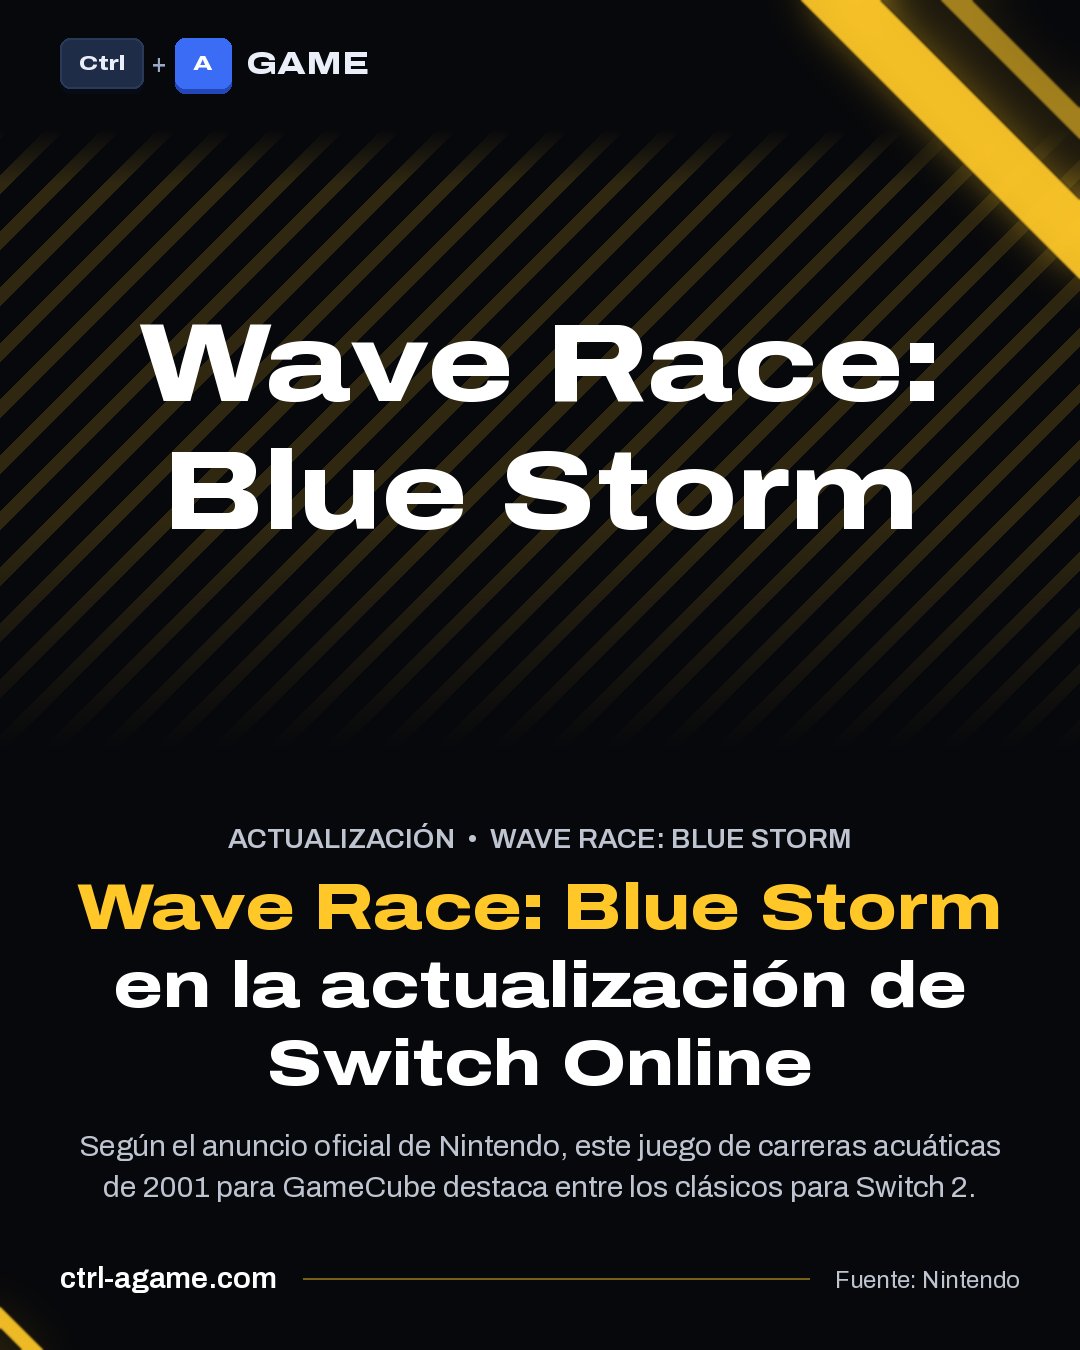 Ctrl + A GAME
Wave Race:
Blue Storm
ACTUALIZACIÓN • WAVE RACE: BLUE STORM
Wave Race: Blue Storm
en la actualización de
Switch Online
Según el anuncio oficial de Nintendo, este juego de carreras acuáticas
de 2001 para GameCube destaca entre los clásicos para Switch 2.
ctrl-agame.com
Fuente: Nintendo